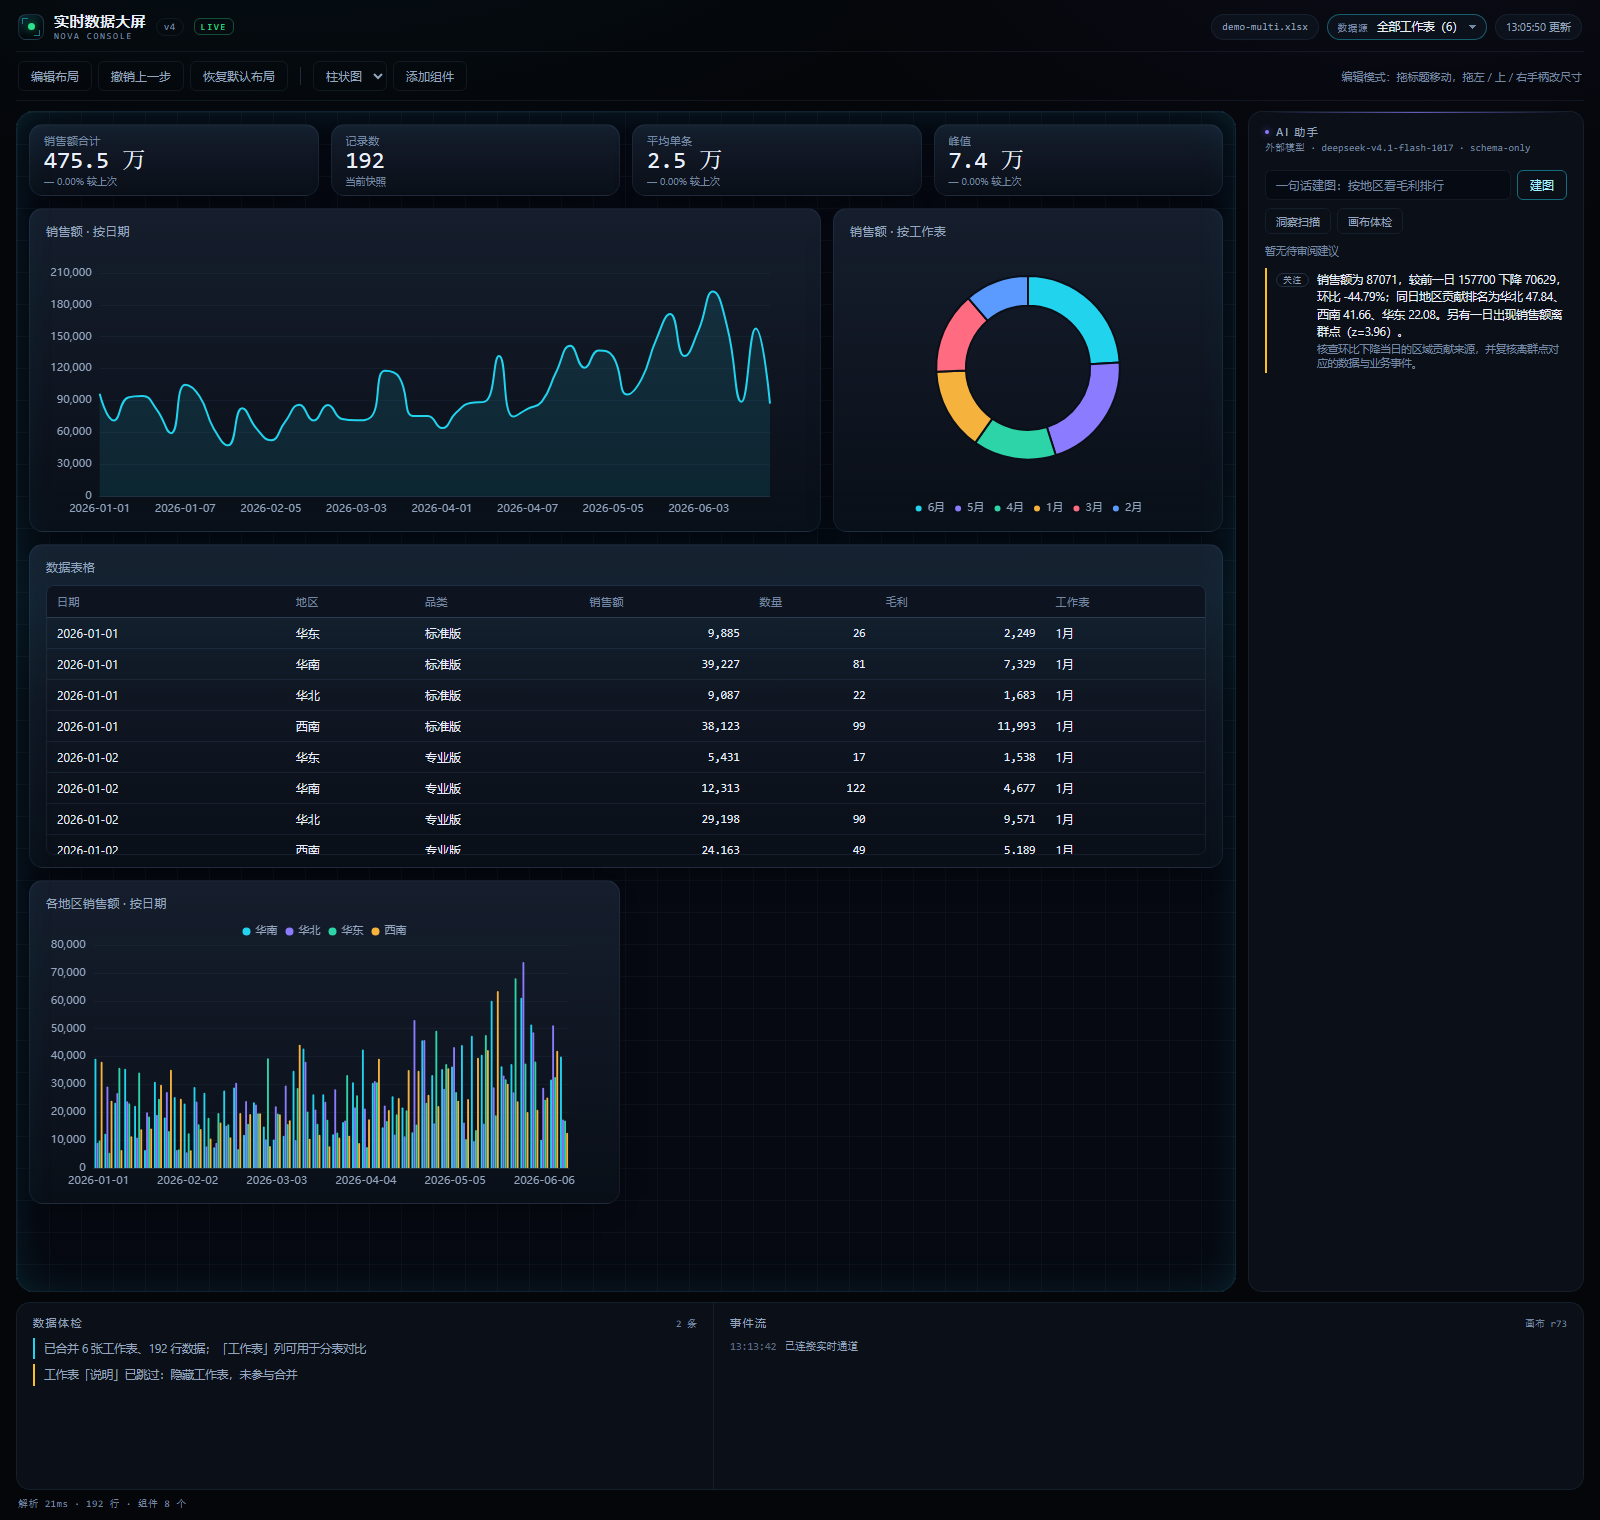 实时数据大屏 v4 LIVE
NOVA CONSOLE
demo-multi.xlsx 数据源 全部工作表 (6) 13:05:50 更新
编辑布局 撤销上一步 恢复默认布局 柱状图 添加组件
编辑模式：拖标题移动，拖左 / 上 / 右手柄改尺寸
销售额合计
475.5 万
— 0.00% 较上次
记录数
192
当前快照
平均单条
2.5 万
— 0.00% 较上次
峰值
7.4 万
— 0.00% 较上次
销售额 · 按日期
210,000
180,000
150,000
120,000
90,000
60,000
30,000
0
2026-01-01 2026-01-07 2026-02-05 2026-03-03 2026-04-01 2026-04-07 2026-05-05 2026-06-03
销售额 · 按工作表
6月 5月 4月 1月 3月 2月
数据表格
日期 地区 品类 销售额 数量 毛利 工作表
2026-01-01 华东 标准版 9,885 26 2,249 1月
2026-01-01 华南 标准版 39,227 81 7,329 1月
2026-01-01 华北 标准版 9,087 22 1,683 1月
2026-01-01 西南 标准版 38,123 99 11,993 1月
2026-01-02 华东 专业版 5,431 17 1,538 1月
2026-01-02 华南 专业版 12,313 122 4,677 1月
2026-01-02 华北 专业版 29,198 90 9,571 1月
2026-01-02 西南 专业版 24,163 49 5,189 1月
各地区销售额 · 按日期
华南 华北 华东 西南
80,000
70,000
60,000
50,000
40,000
30,000
20,000
10,000
0
2026-01-01 2026-02-02 2026-03-03 2026-04-04 2026-05-05 2026-06-06
AI 助手
外部模型 · deepseek-v4.1-flash-1017 · schema-only
一句话建图：按地区看毛利排行 建图
洞察扫描 画布体检
暂无待审阅建议
关注 销售额为 87071，较前一日 157700 下降 70629，
环比 -44.79%；同日地区贡献排名为华北 47.84、
西南 41.66、华东 22.08。另有一日出现销售额离
群点（z=3.96）。
核查环比下降当日的区域贡献来源，并复核离群点对
应的数据与业务事件。
数据体检 2 条
已合并 6 张工作表、192 行数据；「工作表」列可用于分表对比
工作表「说明」已跳过：隐藏工作表，未参与合并
事件流 画布 r73
13:13:42 已连接实时通道
解析 21ms · 192 行 · 组件 8 个